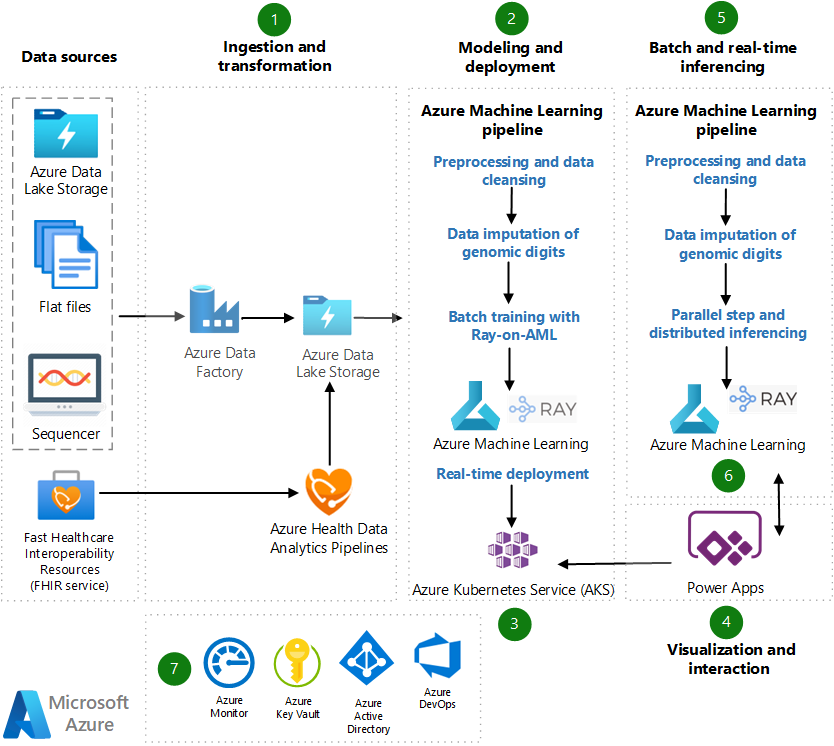 1
2
5
Data sources
Ingestion and
transformation
Modeling and
deployment
Batch and real-time
inferencing
Azure Data
Lake Storage
Flat files
Sequencer
Fast Healthcare
Interoperability
Resources
(FHIR service)
Azure Data
Factory
Azure Data
Lake Storage
Azure Health Data
Analytics Pipelines
Azure Machine Learning
pipeline
Preprocessing and data
cleansing
Data imputation of
genomic digits
Batch training with
Ray-on-AML
RAY
Azure Machine Learning
Real-time deployment
Azure Kubernetes Service (AKS)
3
Azure Machine Learning
pipeline
Preprocessing and data
cleansing
Data imputation of
genomic digits
Parallel step and
distributed inferencing
RAY
Azure Machine Learning
6
Power Apps
4
Visualization and
interaction
7
Azure
Monitor
Azure
Key Vault
Azure
Active
Directory
Azure
DevOps
Microsoft
Azure